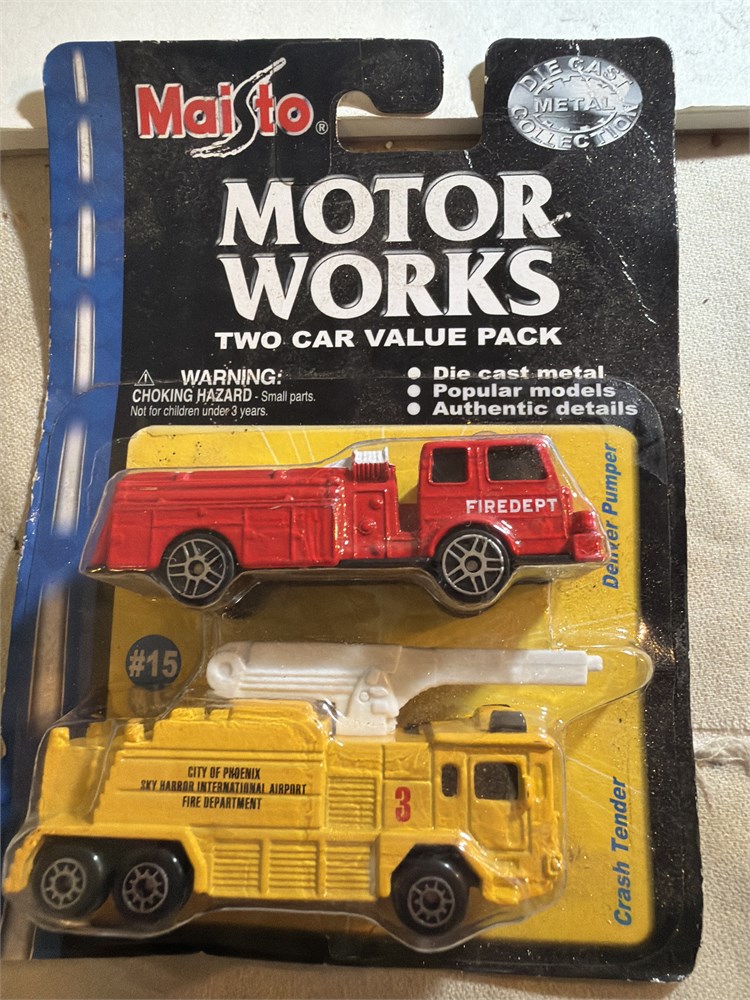 Maisto®
DIE CAST
METAL
COLLECTION
MOTOR
WORKS
TWO CAR VALUE PACK
WARNING:
CHOKING HAZARD - Small parts.
Not for children under 3 years.
● Die cast metal
● Popular models
● Authentic details
FIRE DEPT
Denver Pumper
#15
CITY OF PHOENIX
SKY HARBOR INTERNATIONAL AIRPORT
FIRE DEPARTMENT
3
Crash Tender